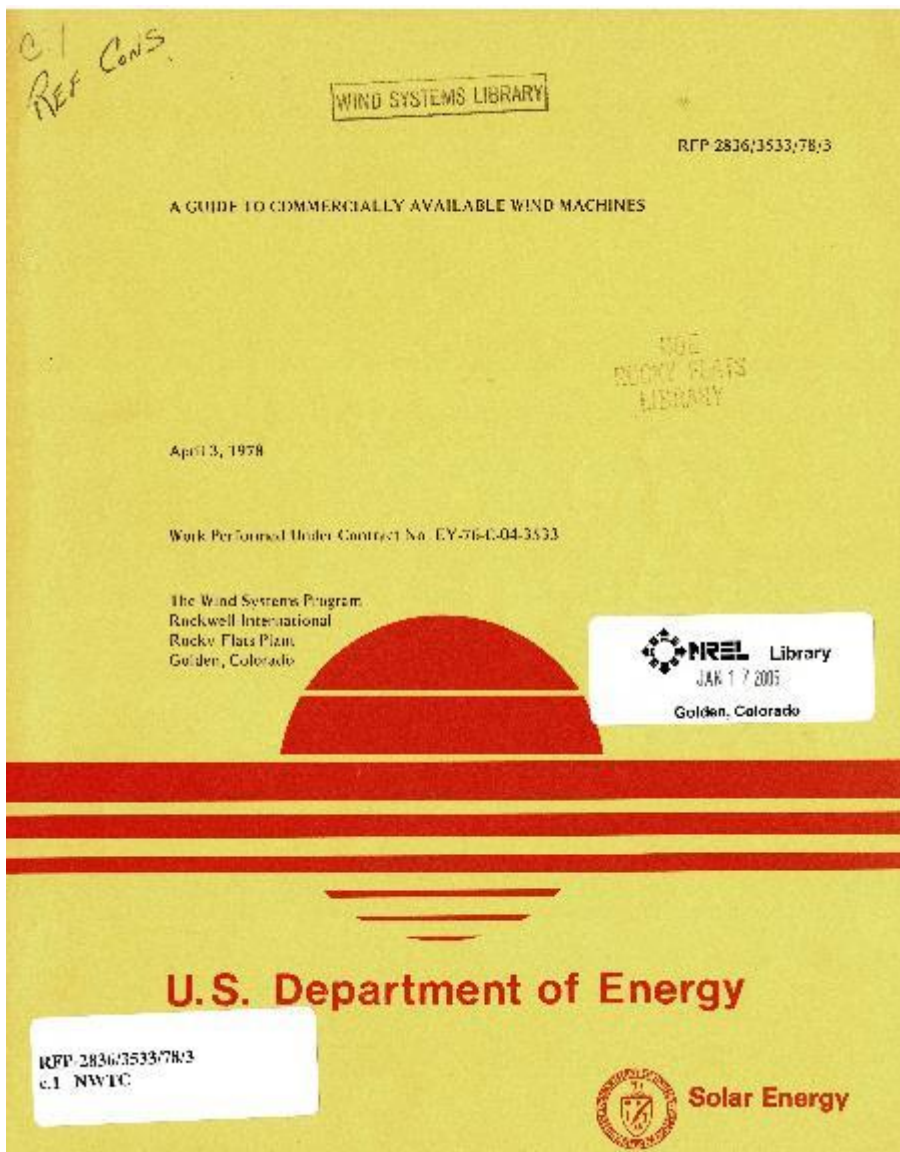 C.1
REF CONS.
WIND SYSTEMS LIBRARY
RFP-2836/3533/78/3
A GUIDE TO COMMERCIALLY AVAILABLE WIND MACHINES
DOE
ROCKY FLATS
LIBRARY
April 3, 1978
Work Performed Under Contract No. EY-76-C-04-3533
The Wind Systems Program
Rockwell International
Rocky Flats Plant
Golden, Colorado
NREL Library
JAN 17 2005
Golden, Colorado
U.S. Department of Energy
RFP-2836/3533/78/3
c.1 NWTC
Solar Energy